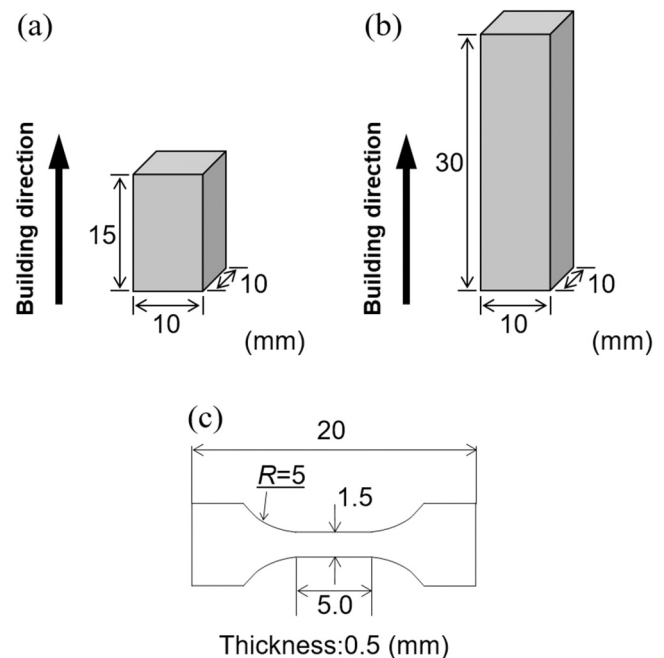 (a)
Building direction
15
10
10
(mm)
(b)
Building direction
30
10
10
(mm)
(c)
20
R=5
1.5
5.0
Thickness:0.5 (mm)